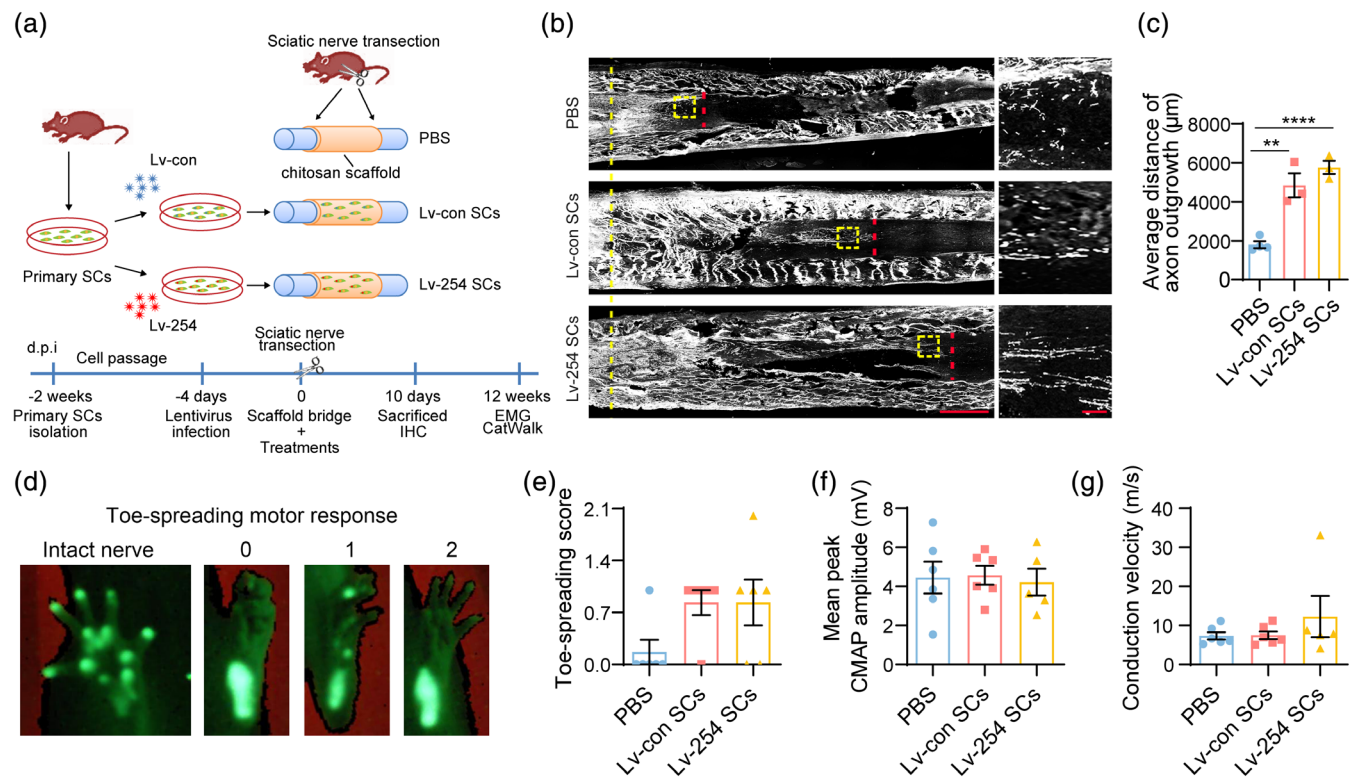 (a)
Sciatic nerve transection
PBS
chitosan scaffold
Lv-con
Lv-con SCs
Primary SCs
Lv-254 SCs
Lv-254
Sciatic nerve
transection
d.p.i
Cell passage
-2 weeks
-4 days
0
10 days
12 weeks
Primary SCs
isolation
Lentivirus
infection
Scaffold bridge
+
Treatments
Sacrificed
IHC
EMG
CatWalk
(b)
PBS
Lv-con SCs
Lv-254 SCs
(c)
Average distance of
axon outgrowth (μm)
8000
6000
4000
2000
0
****
**
PBS
Lv-con SCs
Lv-254 SCs
(d)
Toe-spreading motor response
Intact nerve
0
1
2
(e)
Toe-spreading score
2.1
1.4
0.7
0.0
PBS
Lv-con SCs
Lv-254 SCs
(f)
Mean peak
CMAP amplitude (mV)
8
6
4
2
0
PBS
Lv-con SCs
Lv-254 SCs
(g)
Conduction velocity (m/s)
40
30
20
10
0
PBS
Lv-con SCs
Lv-254 SCs